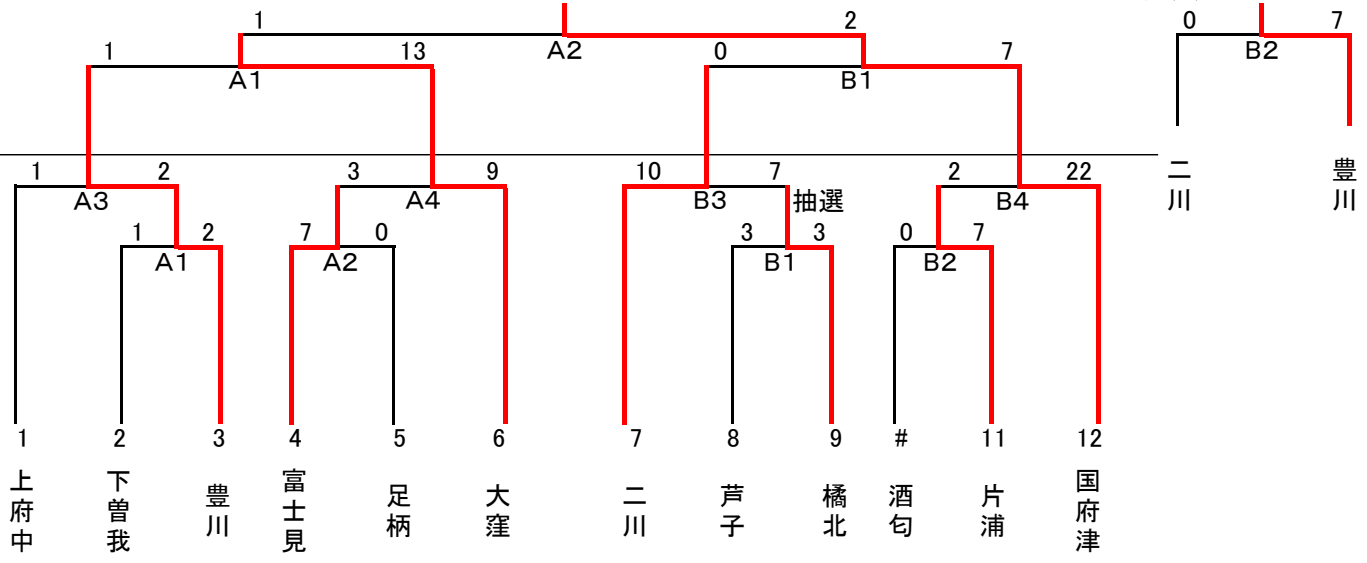 1 2 0 7
A2 B2
1 13 0 7
A1 B1
二川 豊川
1 2 3 9 10 7 2 22
A3 A4 B3 抽選 B4
1 2 7 0 3 3 0 7
A1 A2 B1 B2
1 2 3 4 5 6 7 8 9 # 11 12
上府中 下曽我 豊川 富士見 足柄 大窪 二川 芦子 橘北 酒匂 片浦 国府津